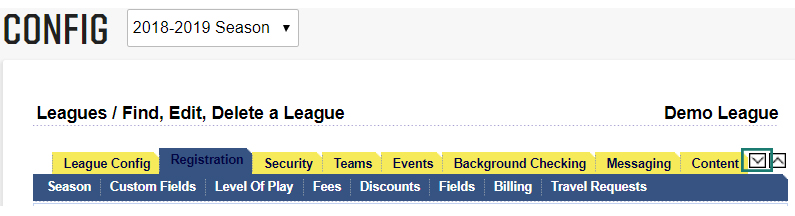 CONFIG 2018-2019 Season
Leagues / Find, Edit, Delete a League Demo League
League Config Registration Security Teams Events Background Checking Messaging Content
Season Custom Fields Level Of Play Fees Discounts Fields Billing Travel Requests